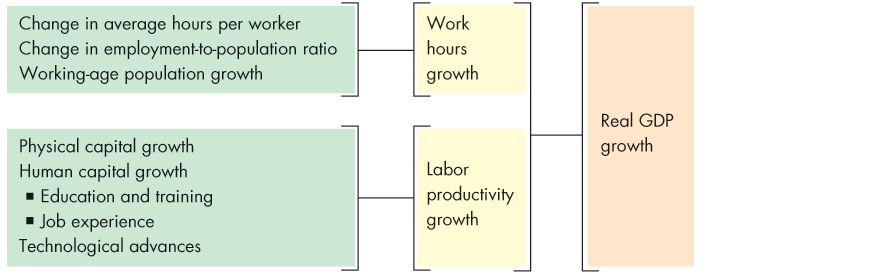 Change in average hours per worker
Change in employment-to-population ratio
Working-age population growth
Work
hours
growth
Physical capital growth
Human capital growth
■ Education and training
■ Job experience
Technological advances
Labor
productivity
growth
Real GDP
growth